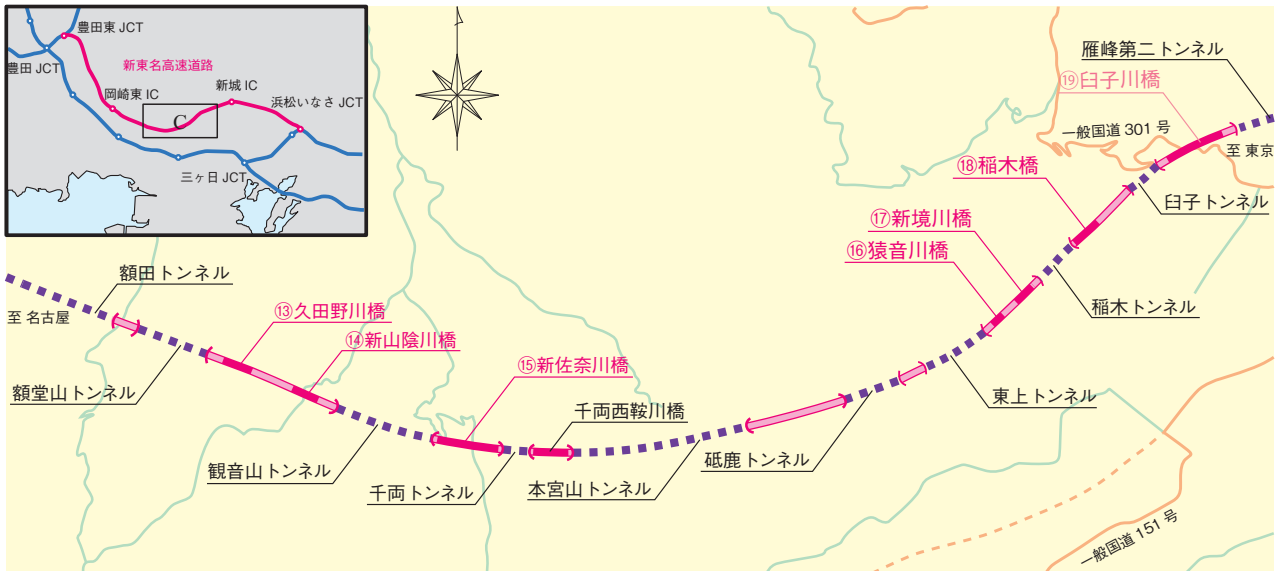 豊田東 JCT
豊田 JCT
新東名高速道路
岡崎東 IC
新城 IC
浜松いなさ JCT
C
三ヶ日 JCT
雁峰第二トンネル
⑲臼子川橋
一般国道 301 号
至 東京
⑱稲木橋
臼子トンネル
⑰新境川橋
⑯猿音川橋
額田トンネル
至 名古屋
⑬久田野川橋
稲木トンネル
⑭新山陰川橋
⑮新佐奈川橋
額堂山トンネル
千両西鞍川橋
東上トンネル
砥鹿トンネル
観音山トンネル
千両トンネル
本宮山トンネル
一般国道 151 号